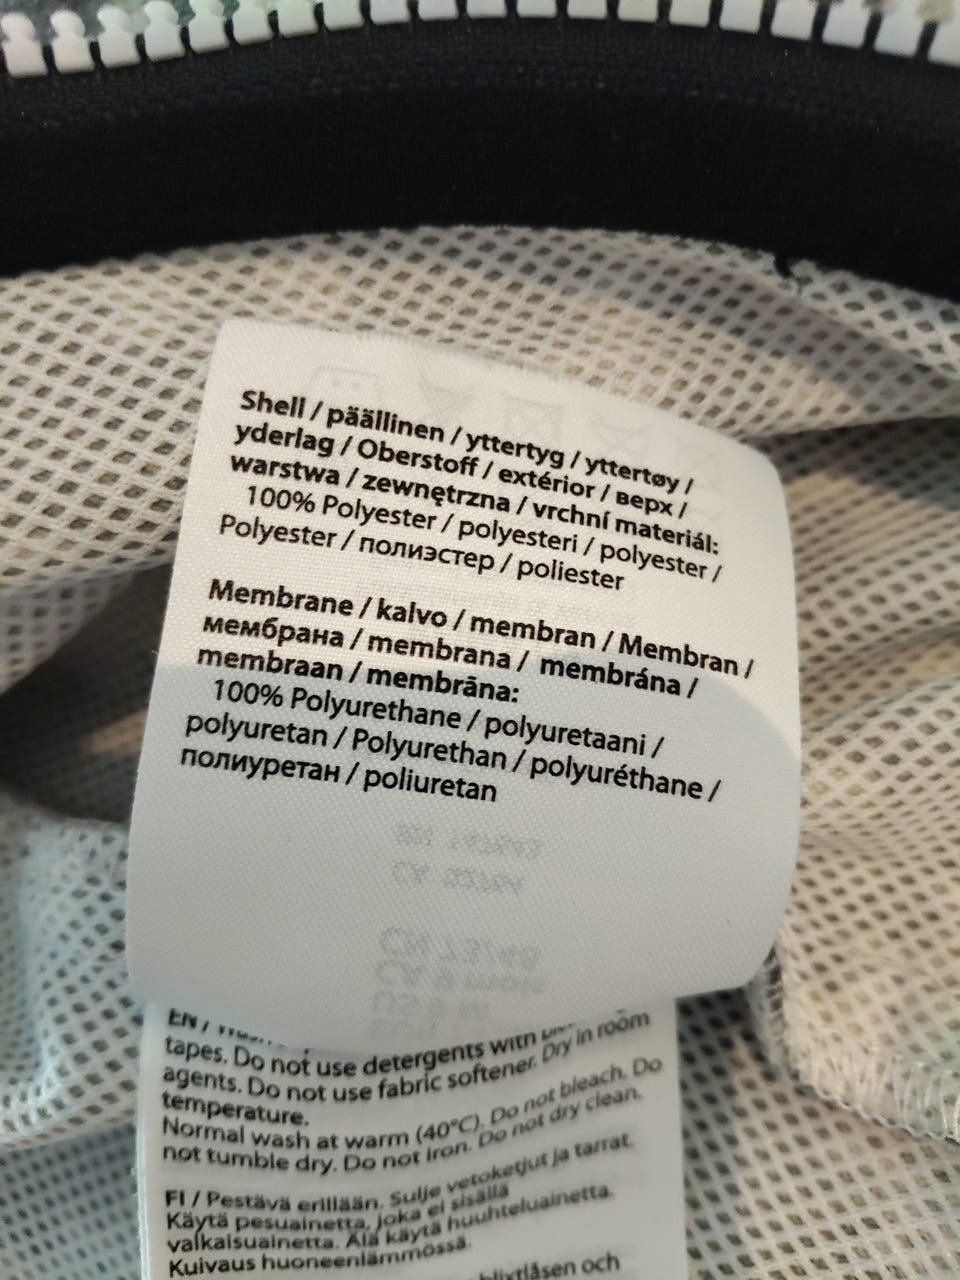 Shell / päällinen / yttertyg / yttertøy /
yderlag / Oberstoff / extérior / верх /
warstwa / zewnętrzna / vrchní materiál:
100% Polyester / polyesteri / polyester /
Polyester / полиэстер / poliester
Membrane / kalvo / membran / Membran /
мембрана / membrana / membrána /
membraan / membrāna:
100% Polyurethane / polyuretaani /
polyuretan / Polyurethan / polyuréthane /
полиуретан / poliuretan
EN /
tapes. Do not use detergents with
agents. Do not use fabric softener. Dry in room
temperature.
Normal wash at warm (40°C). Do not bleach. Do
not tumble dry. Do not iron. Do not dry clean.
FI / Pestävä erillään. Sulje vetoketjut ja tarrat.
Käytä pesuainetta, joka ei sisällä
valkaisuainetta. Älä käytä huuhteluainetta.
Kuivaus huoneenlämmössä.
blixtlåsen och